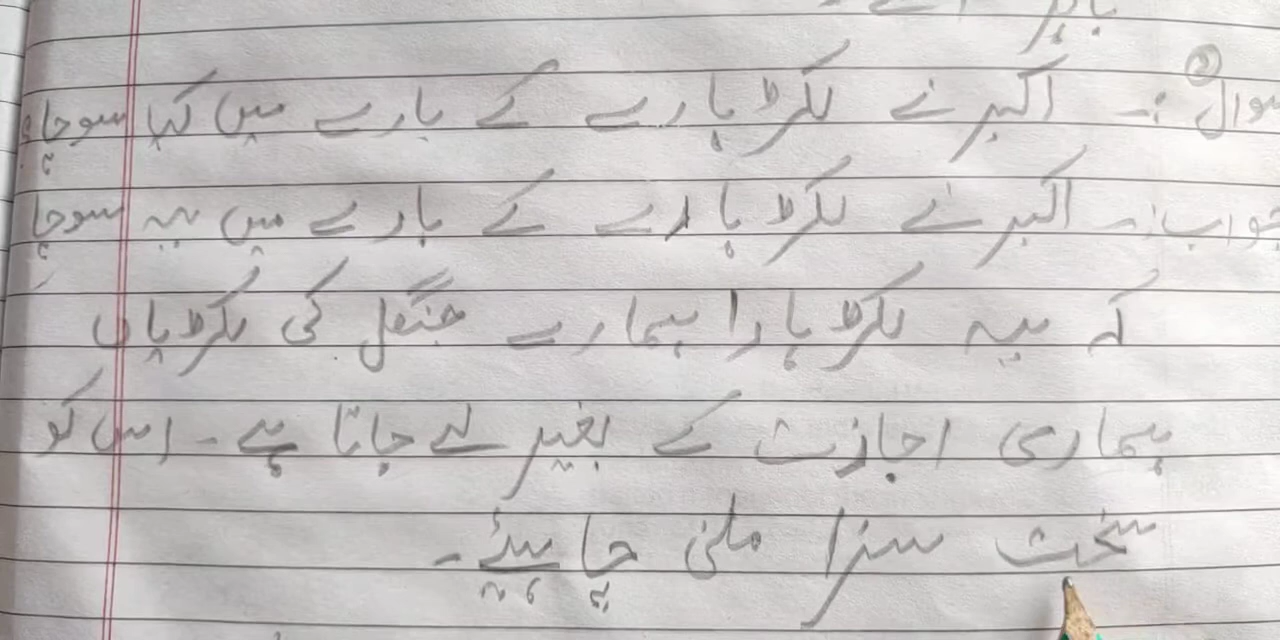 سوال :۔ اکبر نے لکڑہارے کے بارے میں کیا سوچا؟
جواب :۔ اکبر نے لکڑہارے کے بارے میں یہ سوچا
کہ یہ لکڑہارا ہمارے جنگل کی لکڑیاں
ہماری اجازت کے بغیر لے جاتا ہے ۔ اس کو
سخت سزا ملنی چاہیئے ۔